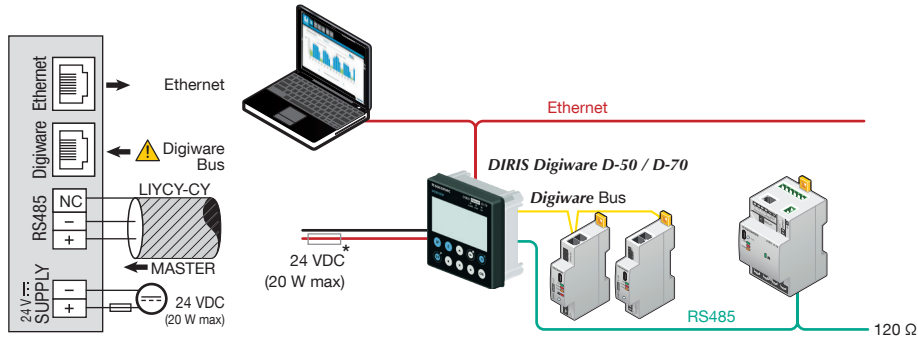 Ethernet
Ethernet
Digiware
Digiware
Bus
RS485
NC
–
+
LIYCY-CY
MASTER
24 V
SUPPLY
–
+
24 VDC
(20 W max)
Ethernet
DIRIS Digiware D-50 / D-70
Digiware Bus
*
24 VDC
(20 W max)
RS485
120 Ω